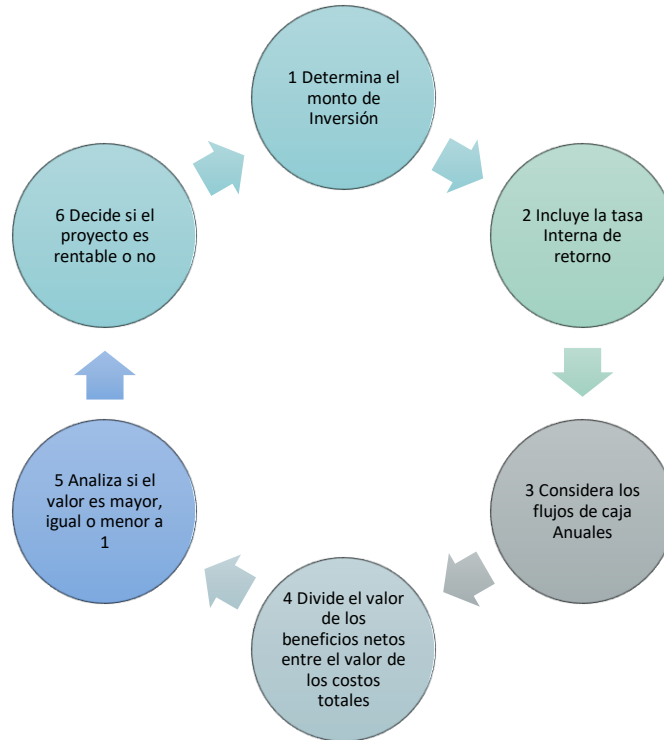 1 Determina el
monto de
Inversión
2 Incluye la tasa
Interna de
retorno
3 Considera los
flujos de caja
Anuales
4 Divide el valor
de los
beneficios netos
entre el valor de
los costos
totales
5 Analiza si el
valor es mayor,
igual o menor a
1
6 Decide si el
proyecto es
rentable o no